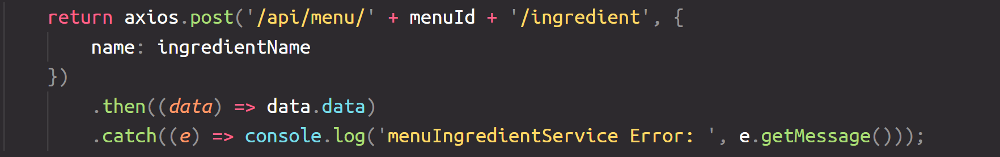 return axios.post('/api/menu/' + menuId + '/ingredient', {
name: ingredientName
})
.then((data) => data.data)
.catch((e) => console.log('menuIngredientService Error: ', e.getMessage()));